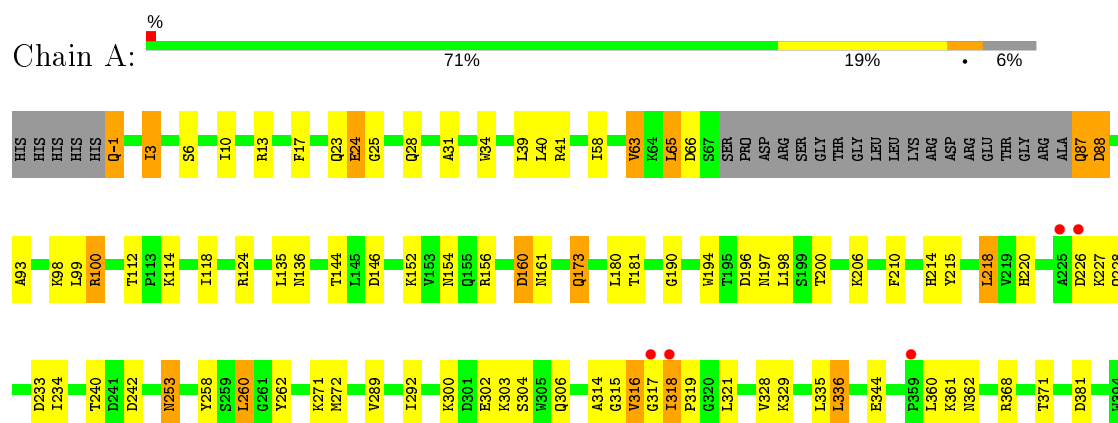 %
Chain A:
71% 19% • 6%
HIS HIS HIS HIS HIS Q-1 I3 S6 I10 R13 F17 Q23 E24 G25 Q28 A31 W34 L39 L40 R41 I58 V63 K64 L65 D66 S67 SER PRO ASP ARG SER GLY THR GLY LEU LEU LYS ARG ASP ARG GLU THR GLY ARG ALA Q87 D88
A93 K98 L99 R100 T112 P113 K114 I118 R124 L135 N136 T144 L145 D146 K152 V153 N154 Q155 R156 D160 N161 Q173 L180 T181 G190 W194 T195 D196 N197 L198 S199 T200 K206 F210 H214 Y215 L218 V219 H220 A225 D226 K227
D233 I234 T240 D241 D242 N253 Y258 S259 L260 G261 Y262 K271 M272 V289 I292 K300 D301 E302 K303 S304 W305 Q306 A314 G315 V316 G317 I318 P319 G320 L321 V328 K329 L335 L336 E344 P359 L360 K361 N362 R368 T371 D381